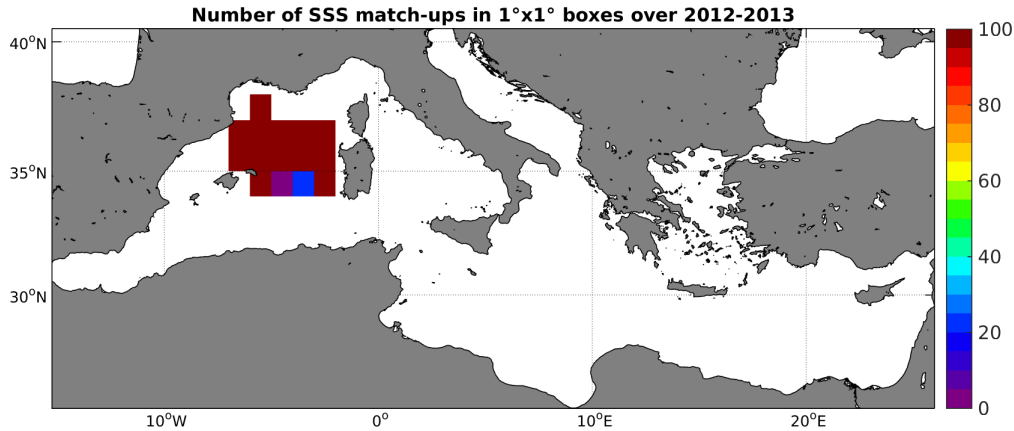 Number of SSS match-ups in 1°x1° boxes over 2012-2013
40°N
35°N
30°N
10°W
0°
10°E
20°E
100
80
60
40
20
0